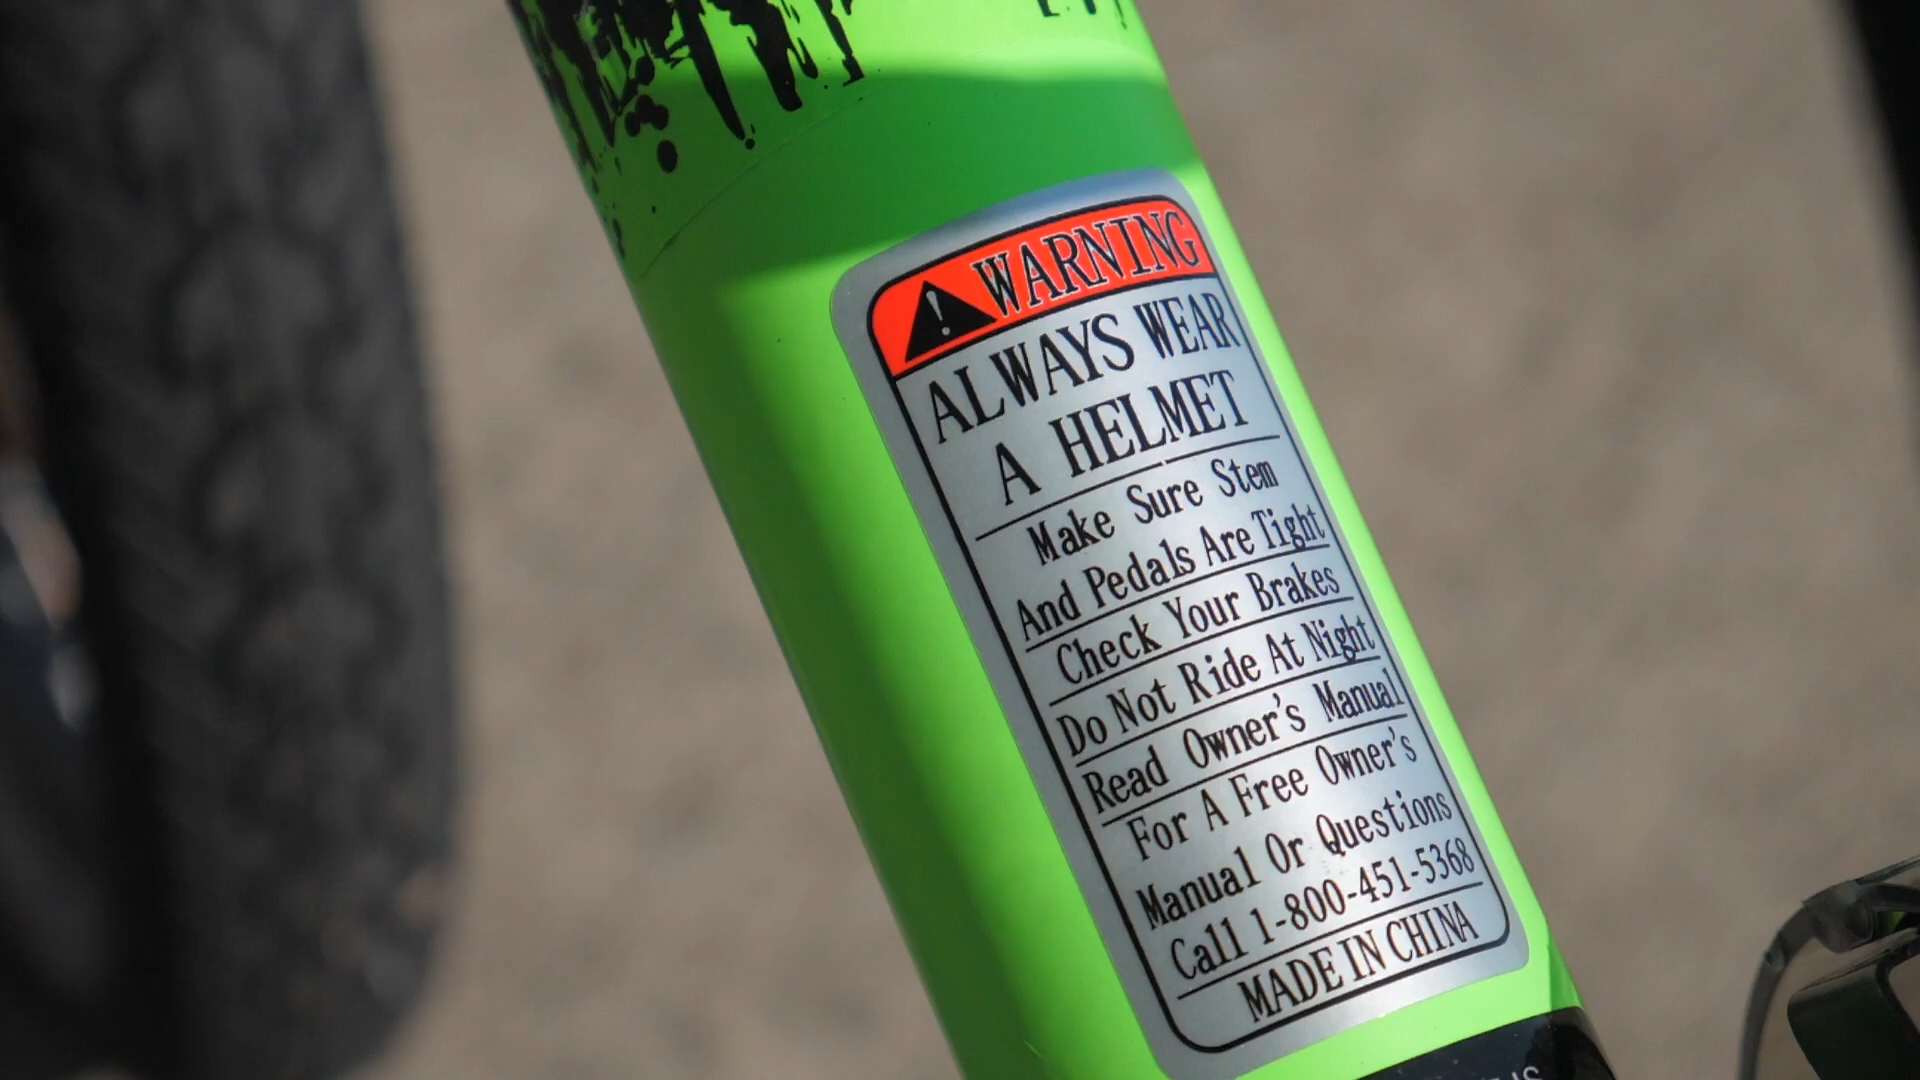 WARNING
ALWAYS WEAR
A HELMET
Make Sure Stem
And Pedals Are Tight
Check Your Brakes
Do Not Ride At Night
Read Owner's Manual
For A Free Owner's
Manual Or Questions
Call 1-800-451-5368
MADE IN CHINA